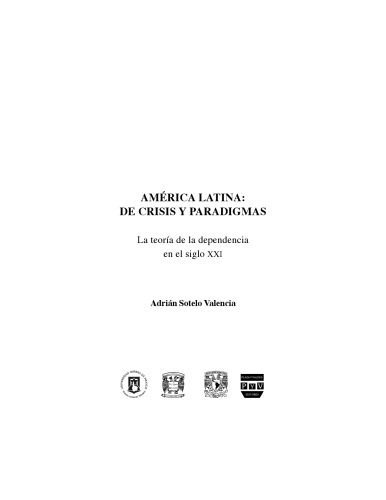 AMÉRICA LATINA:
DE CRISIS Y PARADIGMAS
La teoría de la dependencia
en el siglo XXI
Adrián Sotelo Valencia
P y V